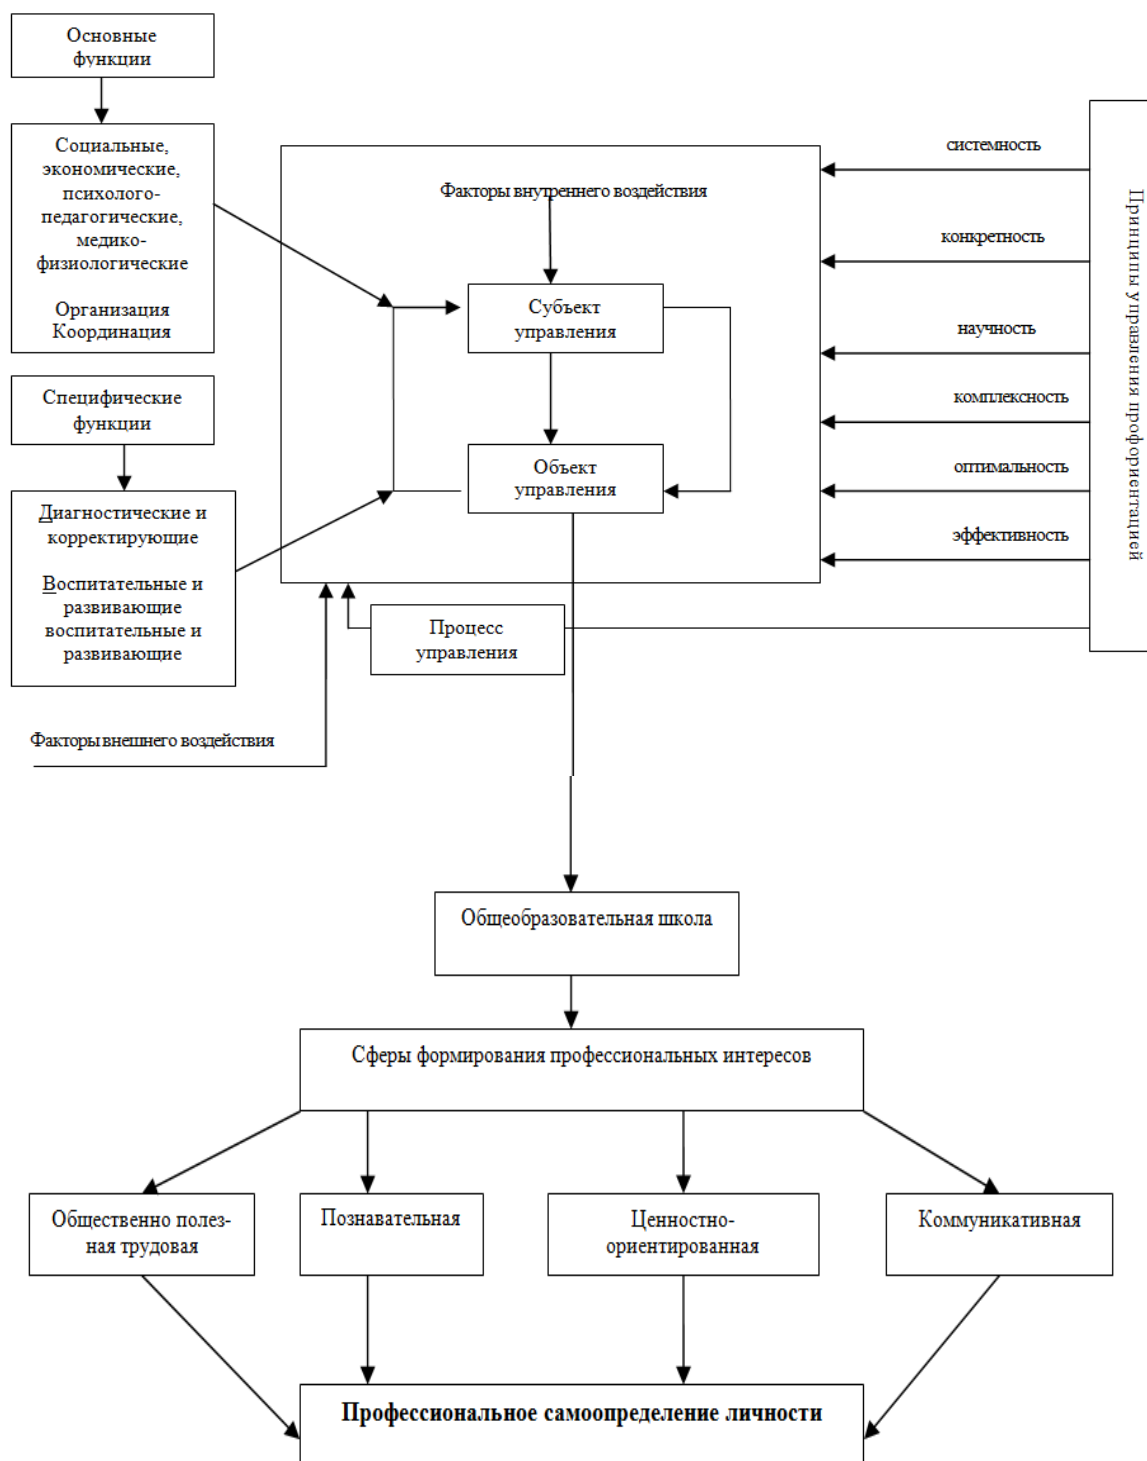 Основные
функции
Социальные,
экономические,
психолого-
педагогические,
медико-
физиологические
Организация
Координация
Специфические
функции
Диагностические и
корректирующие
Воспитательные и
развивающие
воспитательные и
развивающие
Факторы внешнего воздействия
Факторы внутреннего воздействия
Субъект
управления
Объект
управления
Процесс
управления
системность
конкретность
научность
комплексность
оптимальность
эффективность
Принципы управления профориентацией
Общеобразовательная школа
Сферы формирования профессиональных интересов
Общественно полез-
ная трудовая
Познавательная
Ценностно-
ориентированная
Коммуникативная
Профессиональное самоопределение личности